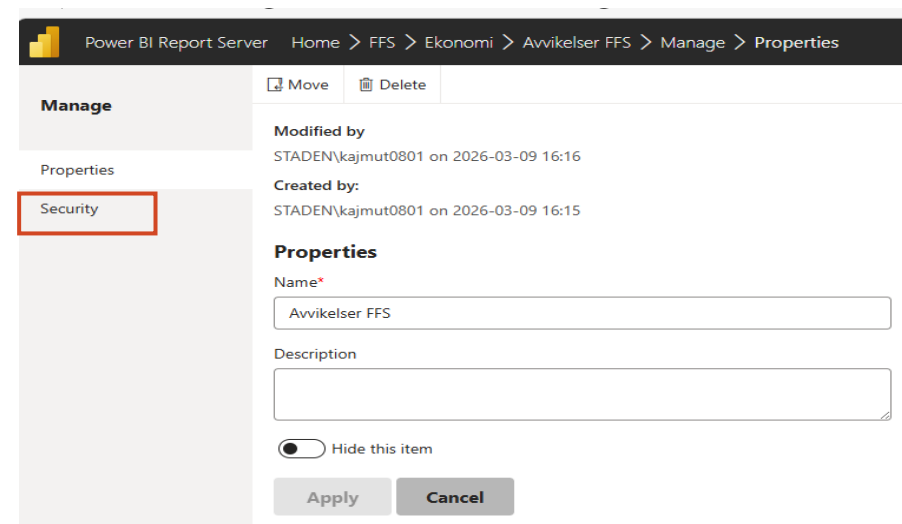 Power BI Report Server Home > FFS > Ekonomi > Avvikelser FFS > Manage > Properties
Move Delete
Manage
Modified by
STADEN\kajmut0801 on 2026-03-09 16:16
Properties
Created by:
Security
STADEN\kajmut0801 on 2026-03-09 16:15
Properties
Name*
Avvikelser FFS
Description
Hide this item
Apply Cancel